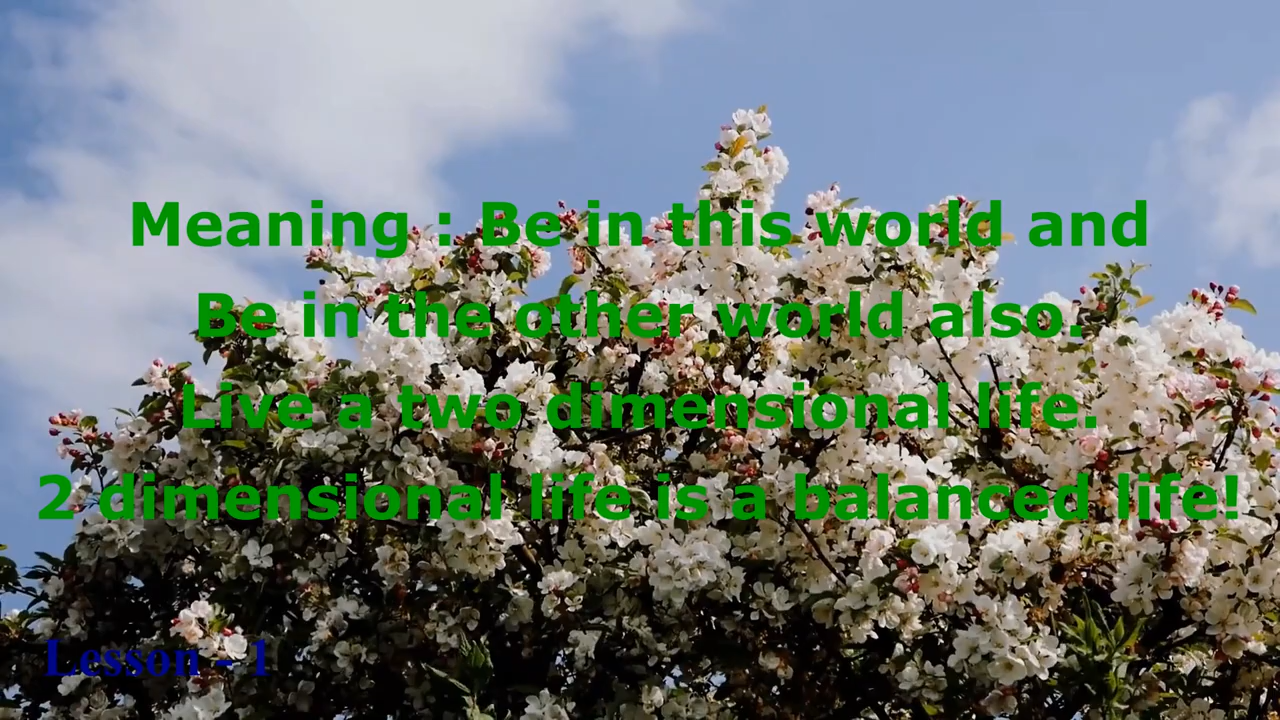 Meaning : Be in this world and
Be in the other world also.
Live a two dimensional life.
2 dimensional life is a balanced life!
Lesson - 1